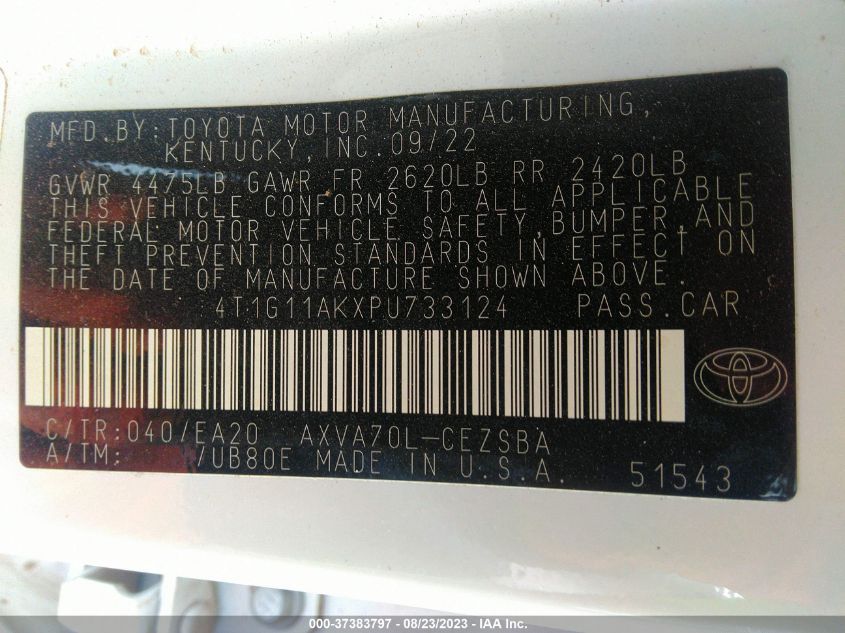 MFD. BY: TOYOTA MOTOR MANUFACTURING,
KENTUCKY, INC. 09/22
GVWR 4475LB GAWR FR 2620LB RR 2420LB
THIS VEHICLE CONFORMS TO ALL APPLICABLE
FEDERAL MOTOR VEHICLE SAFETY, BUMPER, AND
THEFT PREVENTION STANDARDS IN EFFECT ON
THE DATE OF MANUFACTURE SHOWN ABOVE.
4T1G11AKXPU733124 PASS. CAR
C/TR: 040/EA20 AXVA70L-CEZSBA
A/TM: /UB80E MADE IN U.S.A. 51543
000-37383797 - 08/23/2023 - IAA Inc.